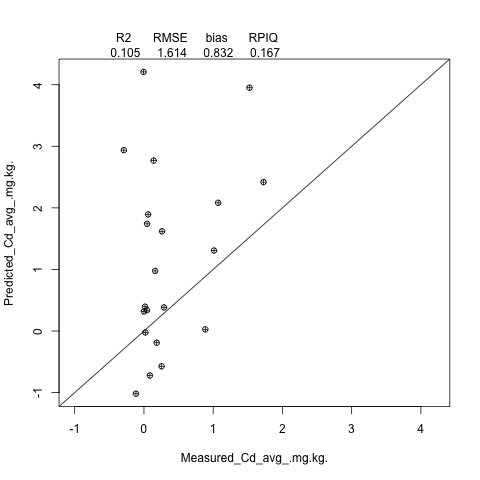 R2 RMSE bias RPIQ
0.105 1.614 0.832 0.167
Predicted_Cd_avg_.mg.kg.
4
3
2
1
0
-1
-1 0 1 2 3 4
Measured_Cd_avg_.mg.kg.